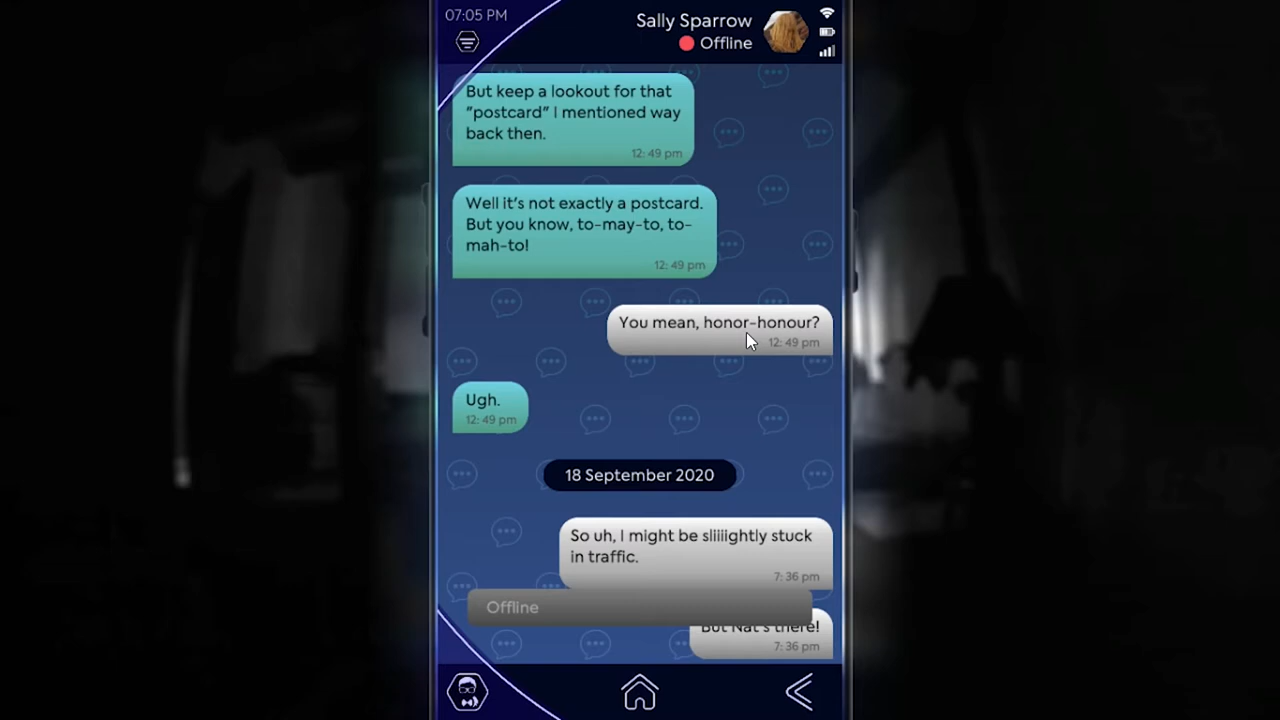 07:05 PM
Sally Sparrow
Offline
But keep a lookout for that
"postcard" I mentioned way
back then.
12: 49 pm
Well it's not exactly a postcard.
But you know, to-may-to, to-
mah-to!
12: 49 pm
You mean, honor-honour?
12: 49 pm
Ugh.
12: 49 pm
18 September 2020
So uh, I might be sliiiightly stuck
in traffic.
7: 36 pm
Offline
But Nat's there!
7: 36 pm